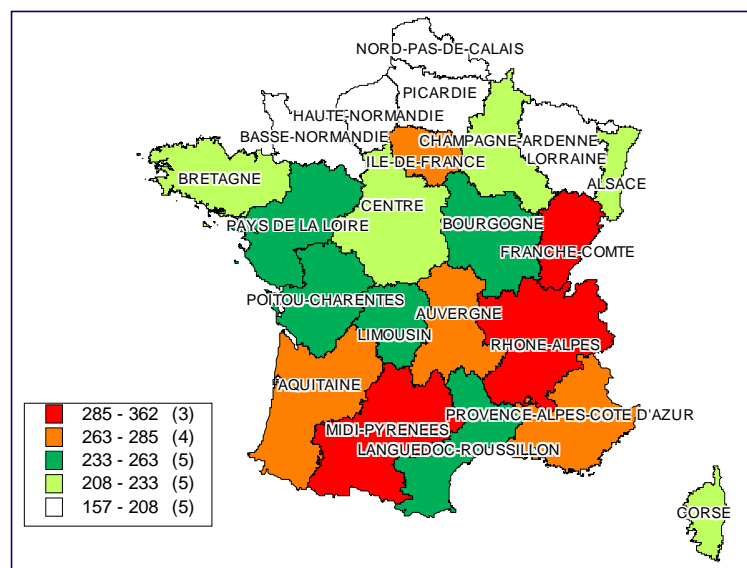 NORD-PAS-DE-CALAIS
PICARDIE
HAUTE-NORMANDIE
BASSE-NORMANDIE
CHAMPAGNE-ARDENNE
ILE-DE-FRANCE
LORRAINE
ALSACE
BRETAGNE
CENTRE
PAYS DE LA LOIRE
BOURGOGNE
FRANCHE-COMTE
POITOU-CHARENTES
AUVERGNE
LIMOUSIN
RHONE-ALPES
AQUITAINE
PROVENCE-ALPES-COTE D'AZUR
MIDI-PYRENEES
LANGUEDOC-ROUSSILLON
CORSE
285 - 362 (3)
263 - 285 (4)
233 - 263 (5)
208 - 233 (5)
157 - 208 (5)